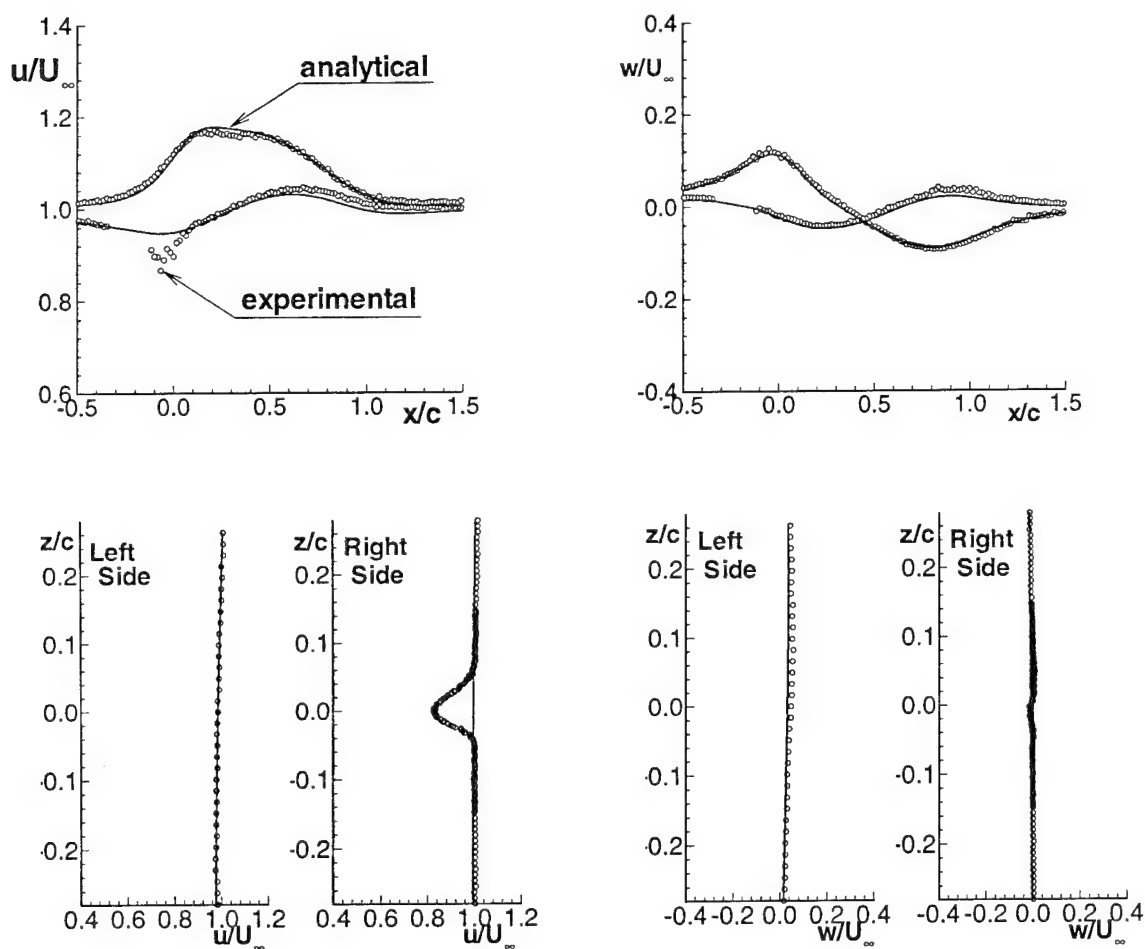 1.4
u/U∞
analytical
1.2
1.0
0.8
experimental
0.6
-0.5 0.0 0.5 x/c 1.0 1.5
0.4
w/U∞
0.2
0.0
-0.2
-0.4
-0.5 0.0 0.5 1.0 x/c 1.5
z/c Left Side
0.2
0.1
0.0
-0.1
-0.2
0.4 0.6 0.8 1.0 1.2
u/U∞
z/c Right Side
0.2
0.1
0.0
-0.1
-0.2
0.4 0.6 0.8 1.0 1.2
u/U∞
z/c Left Side
0.2
0.1
0.0
-0.1
-0.2
-0.4 -0.2 0.0 0.2 0.4
w/U∞
z/c Right Side
0.2
0.1
0.0
-0.1
-0.2
-0.4 -0.2 0.0 0.2 0.4
w/U∞